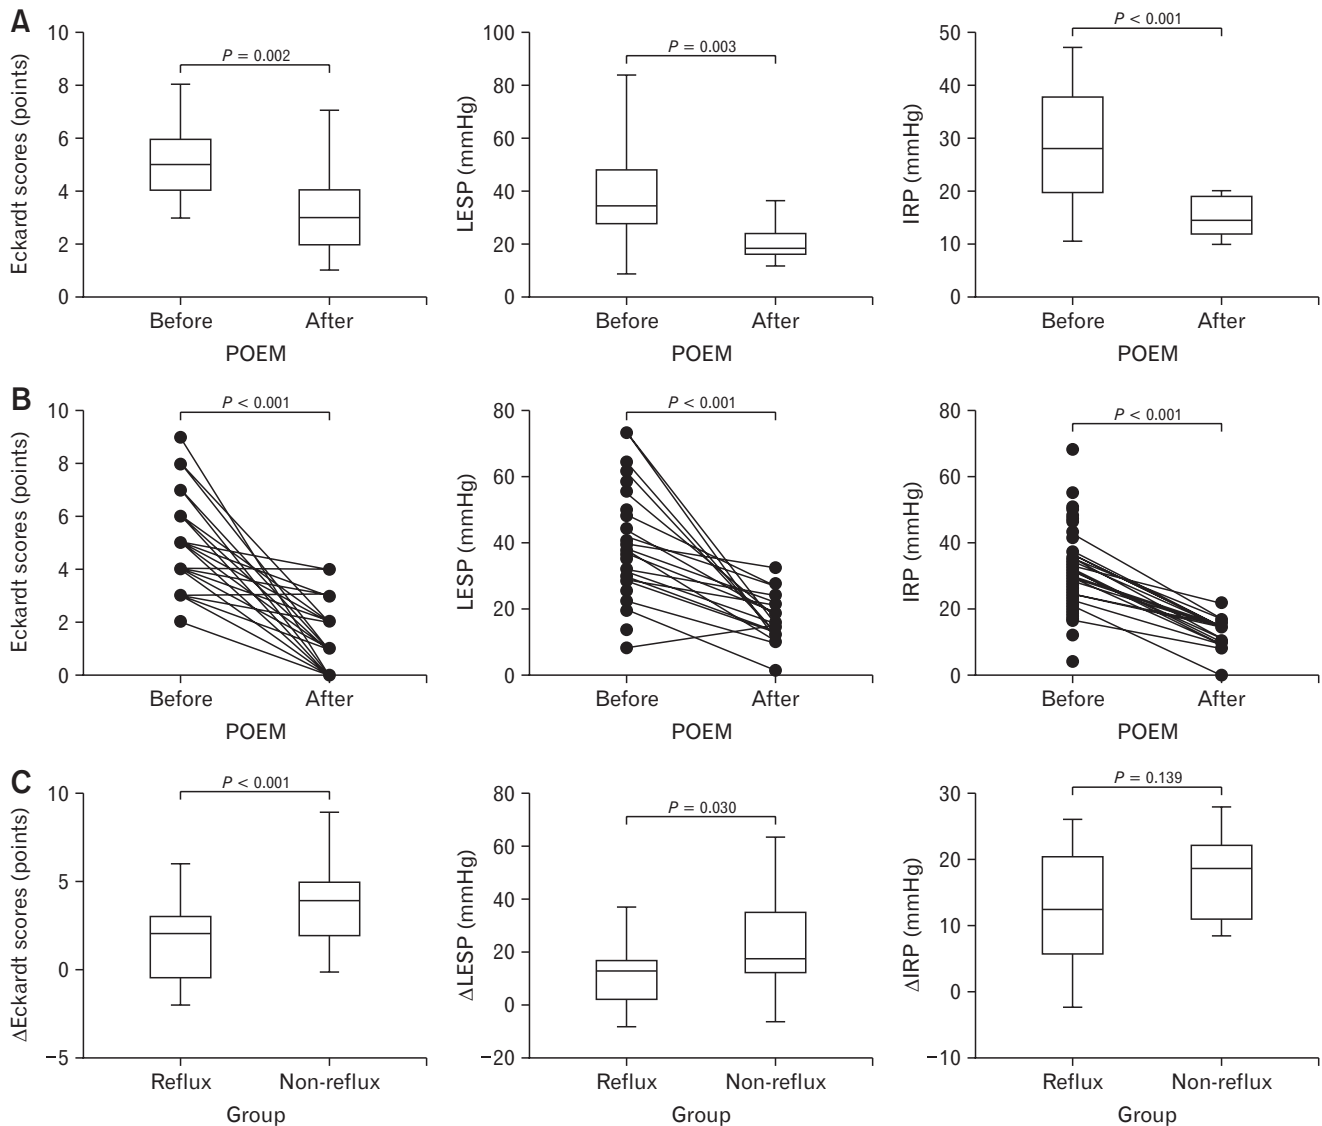 A
Eckardt scores (points)
10
8
6
4
2
0
P = 0.002
Before
After
POEM
LESP (mmHg)
100
80
60
40
20
0
P = 0.003
Before
After
POEM
IRP (mmHg)
50
40
30
20
10
0
P < 0.001
Before
After
POEM
B
Eckardt scores (points)
10
8
6
4
2
0
P < 0.001
Before
After
POEM
LESP (mmHg)
80
60
40
20
0
P < 0.001
Before
After
POEM
IRP (mmHg)
80
60
40
20
0
P < 0.001
Before
After
POEM
C
ΔEckardt scores (points)
10
5
0
−5
P < 0.001
Reflux
Non-reflux
Group
ΔLESP (mmHg)
80
60
40
20
0
−20
P = 0.030
Reflux
Non-reflux
Group
ΔIRP (mmHg)
30
20
10
0
−10
P = 0.139
Reflux
Non-reflux
Group